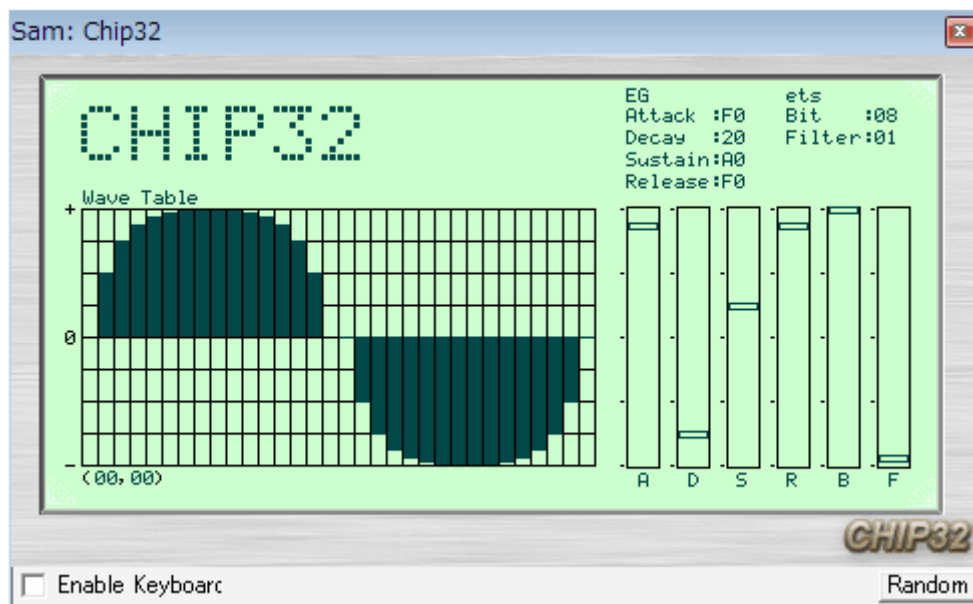 Sam: Chip32
CHIP32
EG ets
Attack :F0 Bit :08
Decay :20 Filter:01
Sustain:A0
Release:F0
Wave Table
+
0
-
(00,00)
A D S R B F
CHIP32
Enable Keyboarc
Random